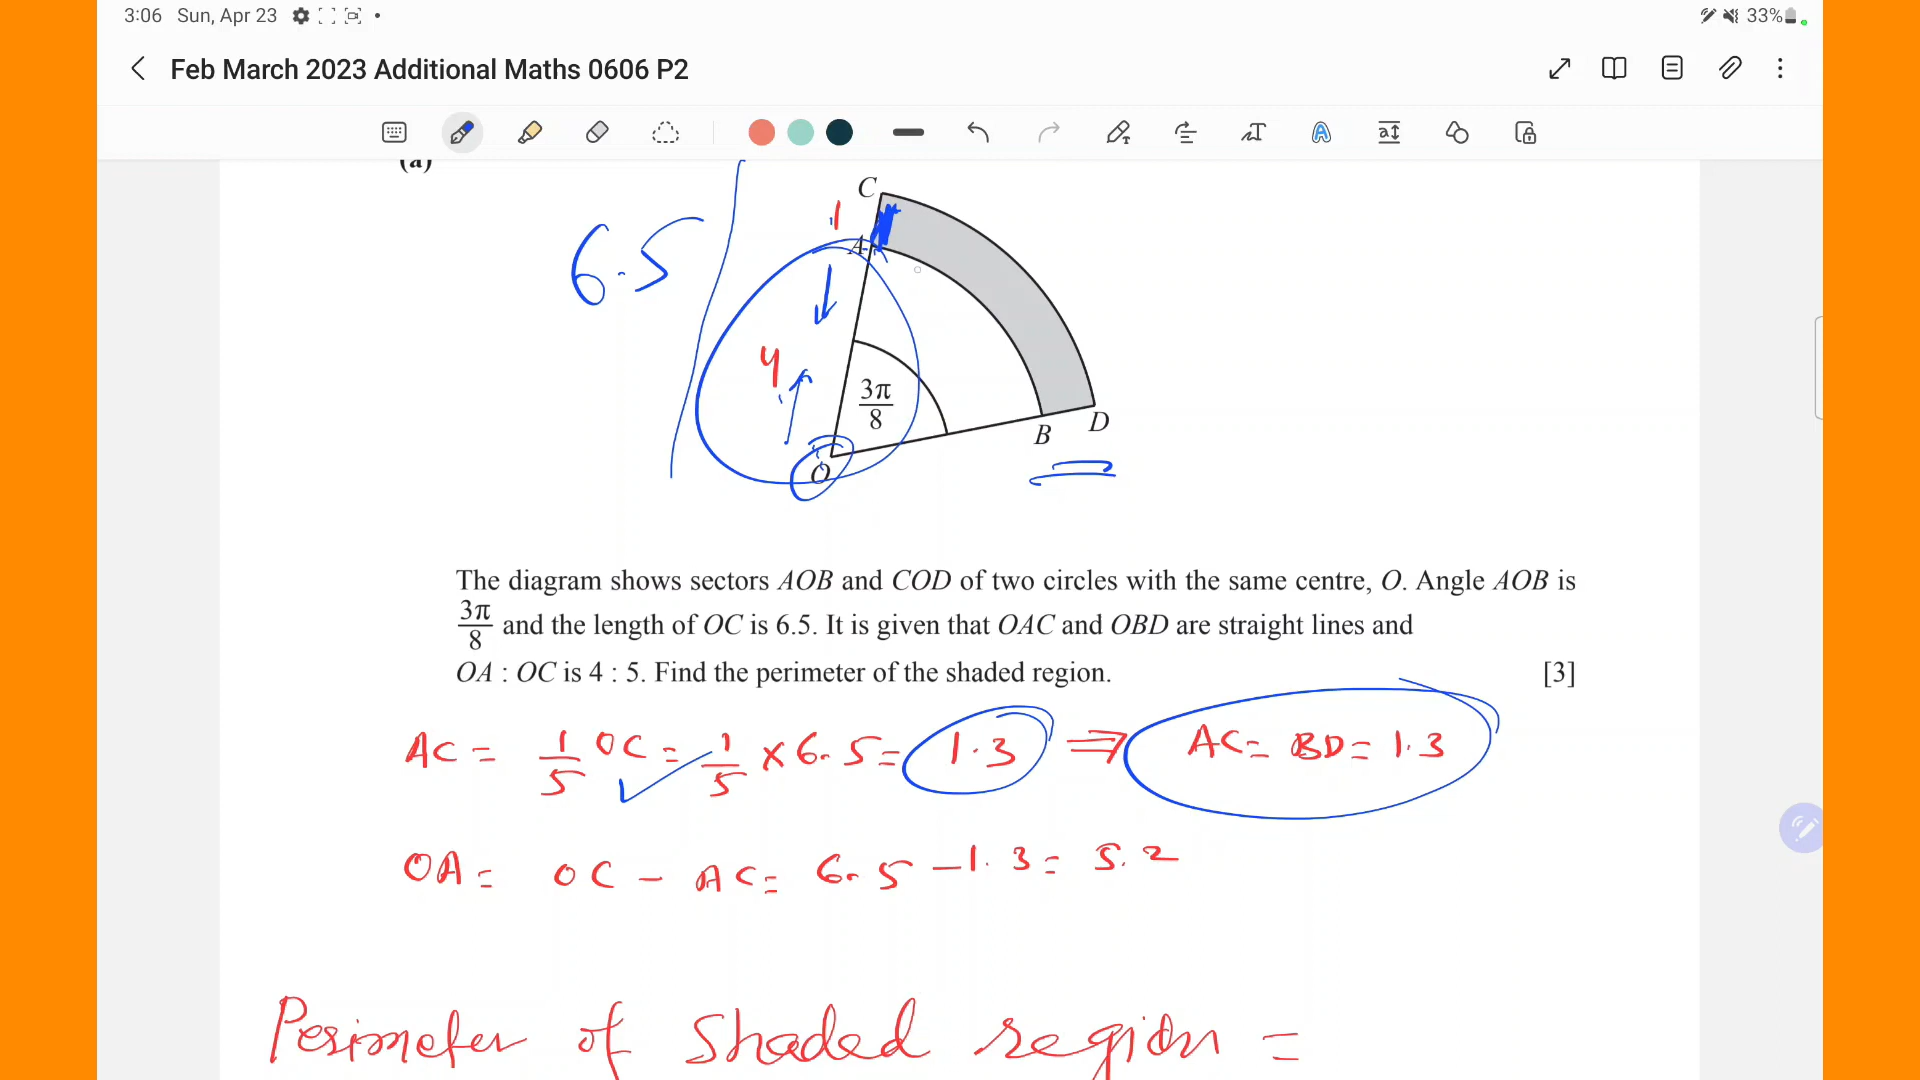 3:06 Sun, Apr 23
33%
Feb March 2023 Additional Maths 0606 P2
(a)
C
1
A
6.5
4
3π
8
O
B
D
The diagram shows sectors AOB and COD of two circles with the same centre, O. Angle AOB is
3π/8 and the length of OC is 6.5. It is given that OAC and OBD are straight lines and
OA : OC is 4 : 5. Find the perimeter of the shaded region. [3]
AC = 1/5 OC = 1/5 × 6.5 = 1.3 ⇒ AC = BD = 1.3
OA = OC - AC = 6.5 - 1.3 = 5.2
Perimeter of shaded region =